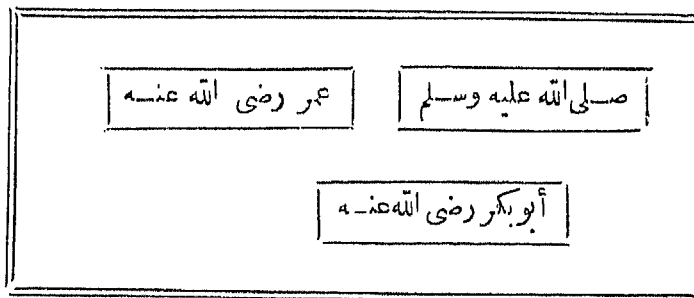 صلى الله عليه وسلم
عمر رضى الله عنه
أبو بكر رضى الله عنه